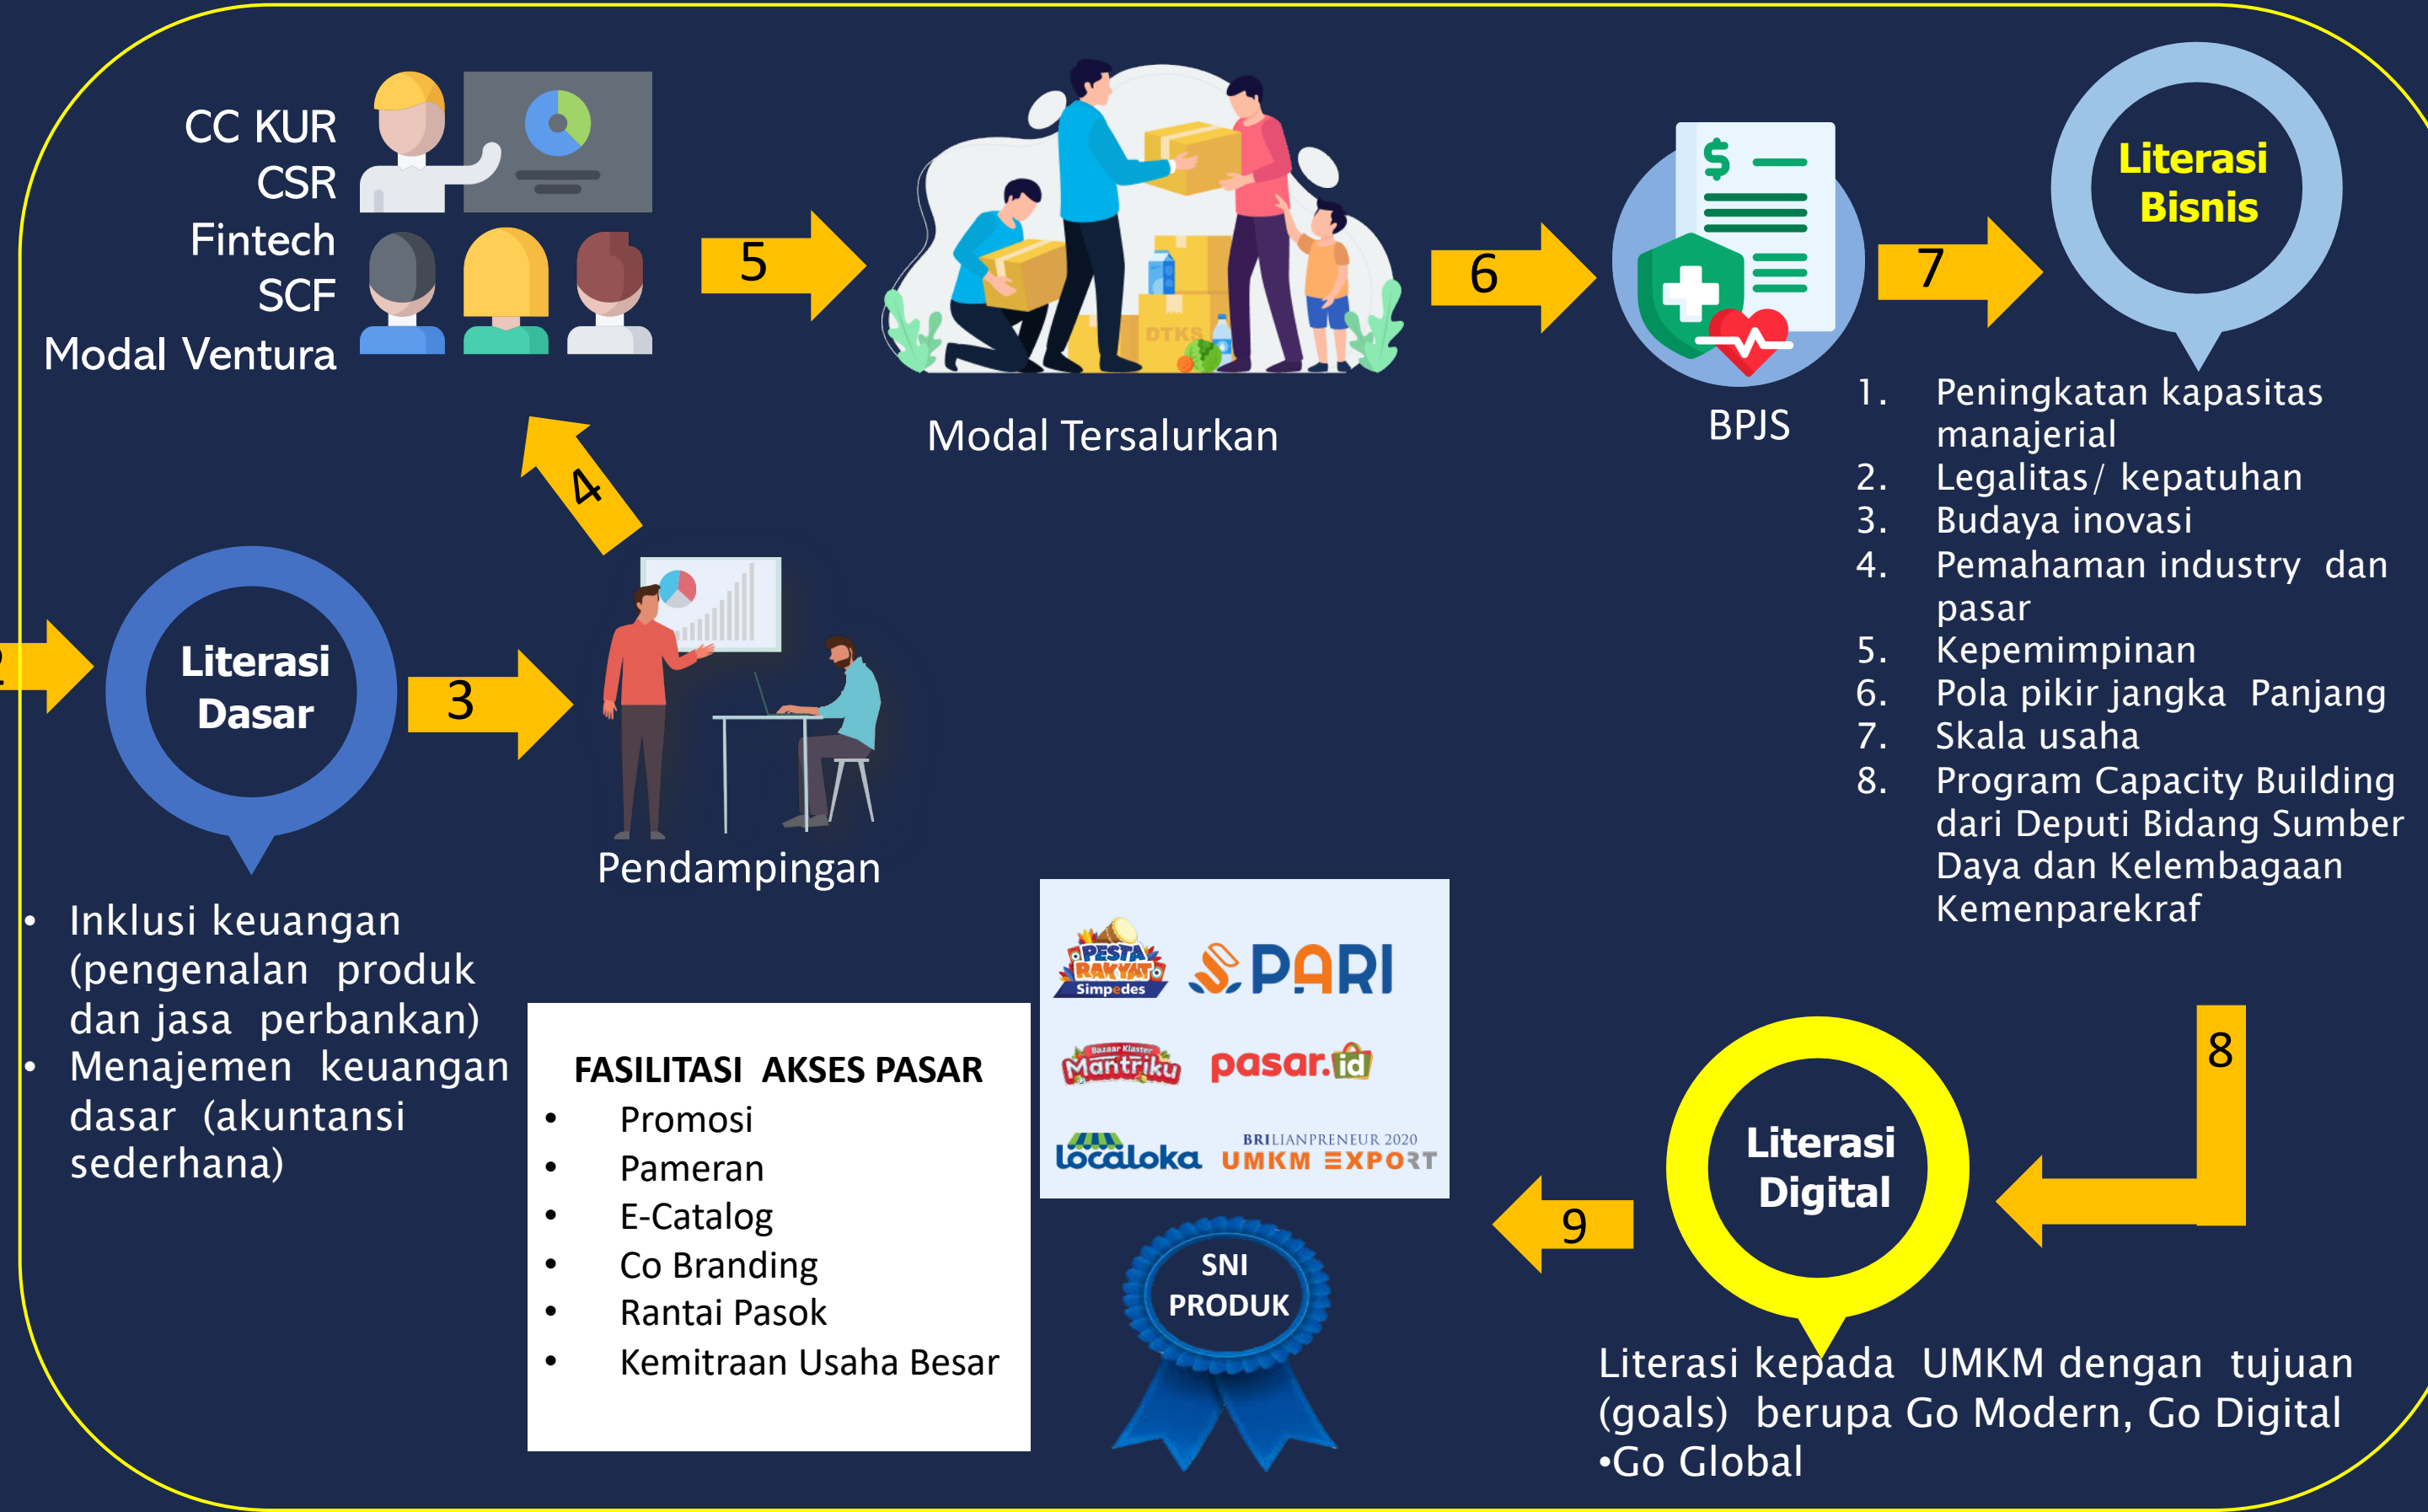 CC KUR
CSR
Fintech
SCF
Modal Ventura
5
DTKS
Modal Tersalurkan
6
BPJS
7
Literasi
Bisnis
1. Peningkatan kapasitas
manajerial
2. Legalitas/ kepatuhan
3. Budaya inovasi
4. Pemahaman industry dan
pasar
5. Kepemimpinan
6. Pola pikir jangka Panjang
7. Skala usaha
8. Program Capacity Building
dari Deputi Bidang Sumber
Daya dan Kelembagaan
Kemenparekraf
4
2
Literasi
Dasar
3
Pendampingan
• Inklusi keuangan
(pengenalan produk
dan jasa perbankan)
• Menajemen keuangan
dasar (akuntansi
sederhana)
FASILITASI AKSES PASAR
• Promosi
• Pameran
• E-Catalog
• Co Branding
• Rantai Pasok
• Kemitraan Usaha Besar
PESTA
RAKYAT
Simpedes
PARI
Bazaar Klaster
Mantriku
pasar.id
localoka
BRILIANPRENEUR 2020
UMKM EXPORT
SNI
PRODUK
9
8
Literasi
Digital
Literasi kepada UMKM dengan tujuan
(goals) berupa Go Modern, Go Digital
•Go Global